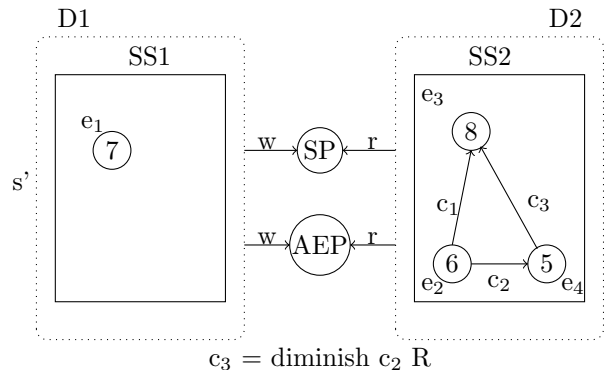 D1 D2
SS1 SS2
e₃
e₁
7 8
w SP r
s'
c₁ c₃
w AEP r
6 5
e₂ c₂ e₄
c₃ = diminish c₂ R